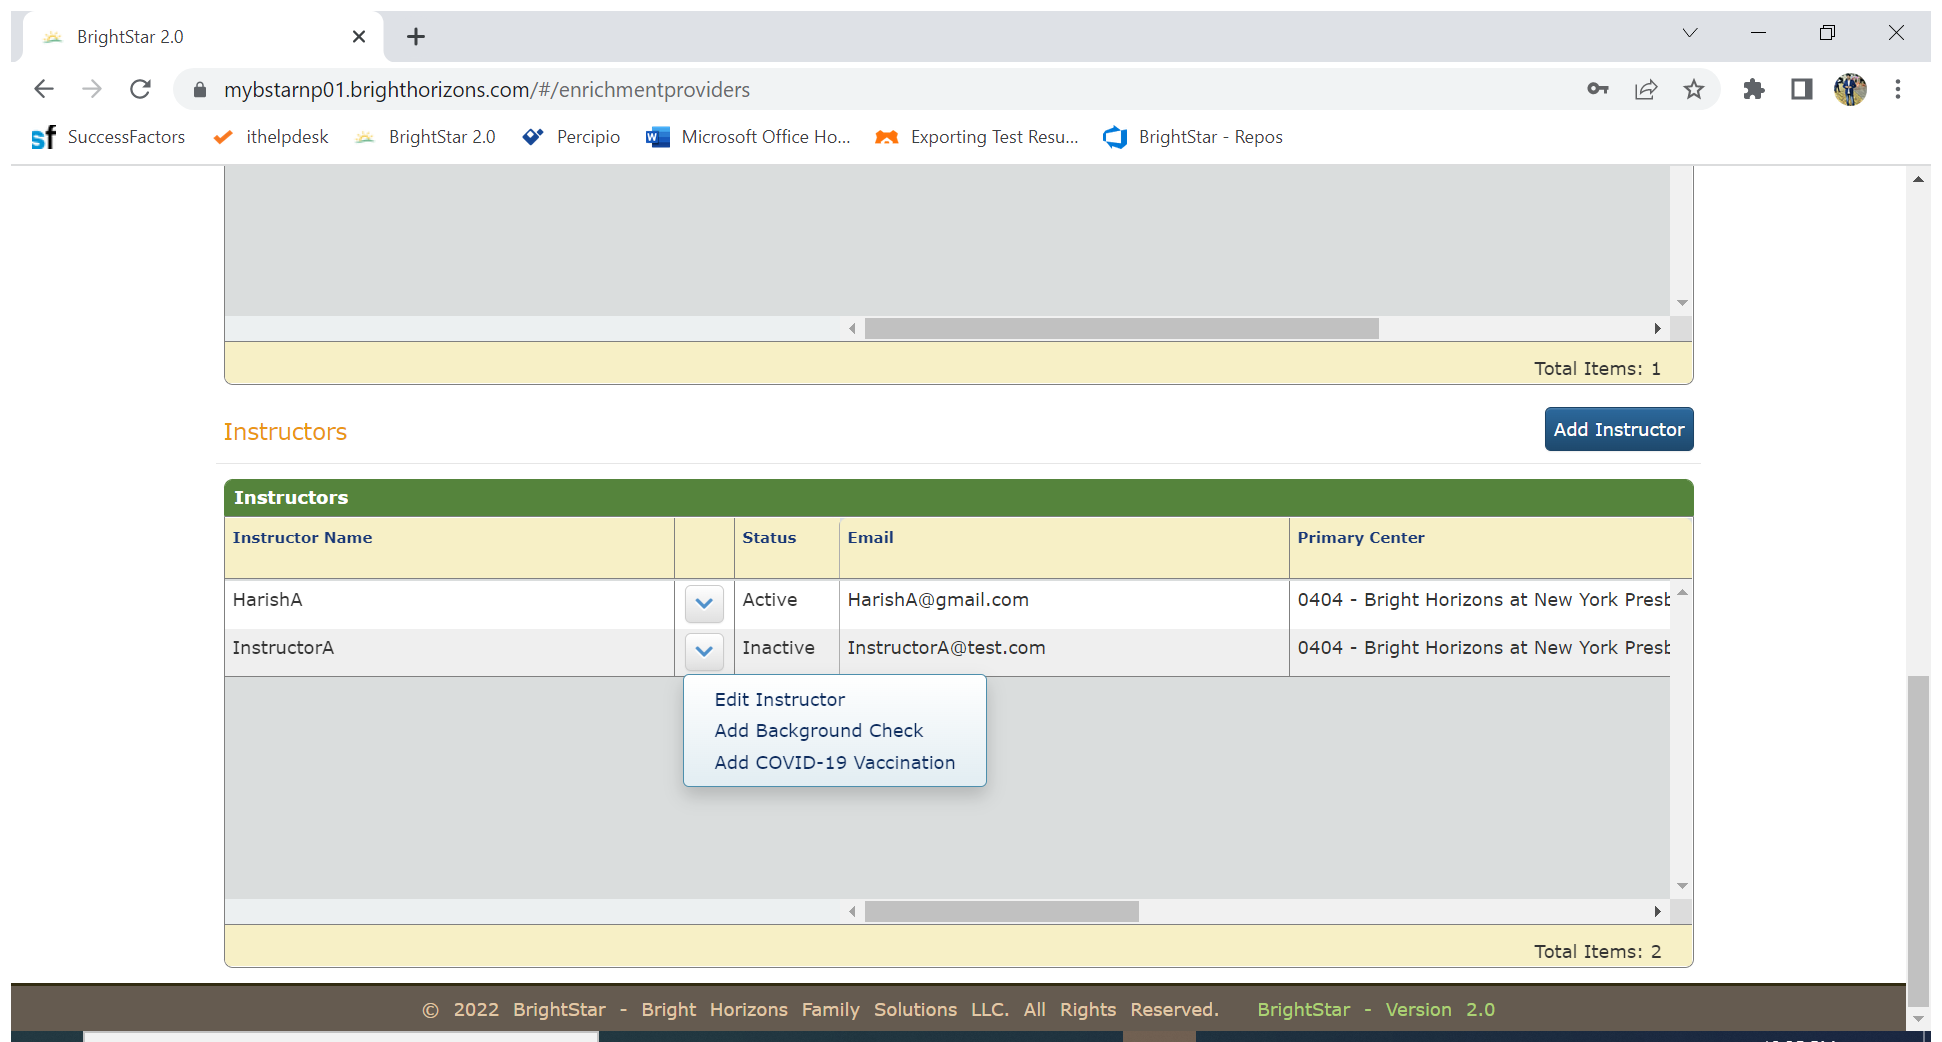 BrightStar 2.0
mybstarnp01.brighthorizons.com/#/enrichmentproviders
sf SuccessFactors ithelpdesk BrightStar 2.0 Percipio Microsoft Office Ho... Exporting Test Resu... BrightStar - Repos
Total Items: 1
Instructors
Add Instructor
Instructors
Instructor Name Status Email Primary Center
HarishA Active HarishA@gmail.com 0404 - Bright Horizons at New York Presb
InstructorA Inactive InstructorA@test.com 0404 - Bright Horizons at New York Presb
Edit Instructor
Add Background Check
Add COVID-19 Vaccination
Total Items: 2
© 2022 BrightStar - Bright Horizons Family Solutions LLC. All Rights Reserved. BrightStar - Version 2.0